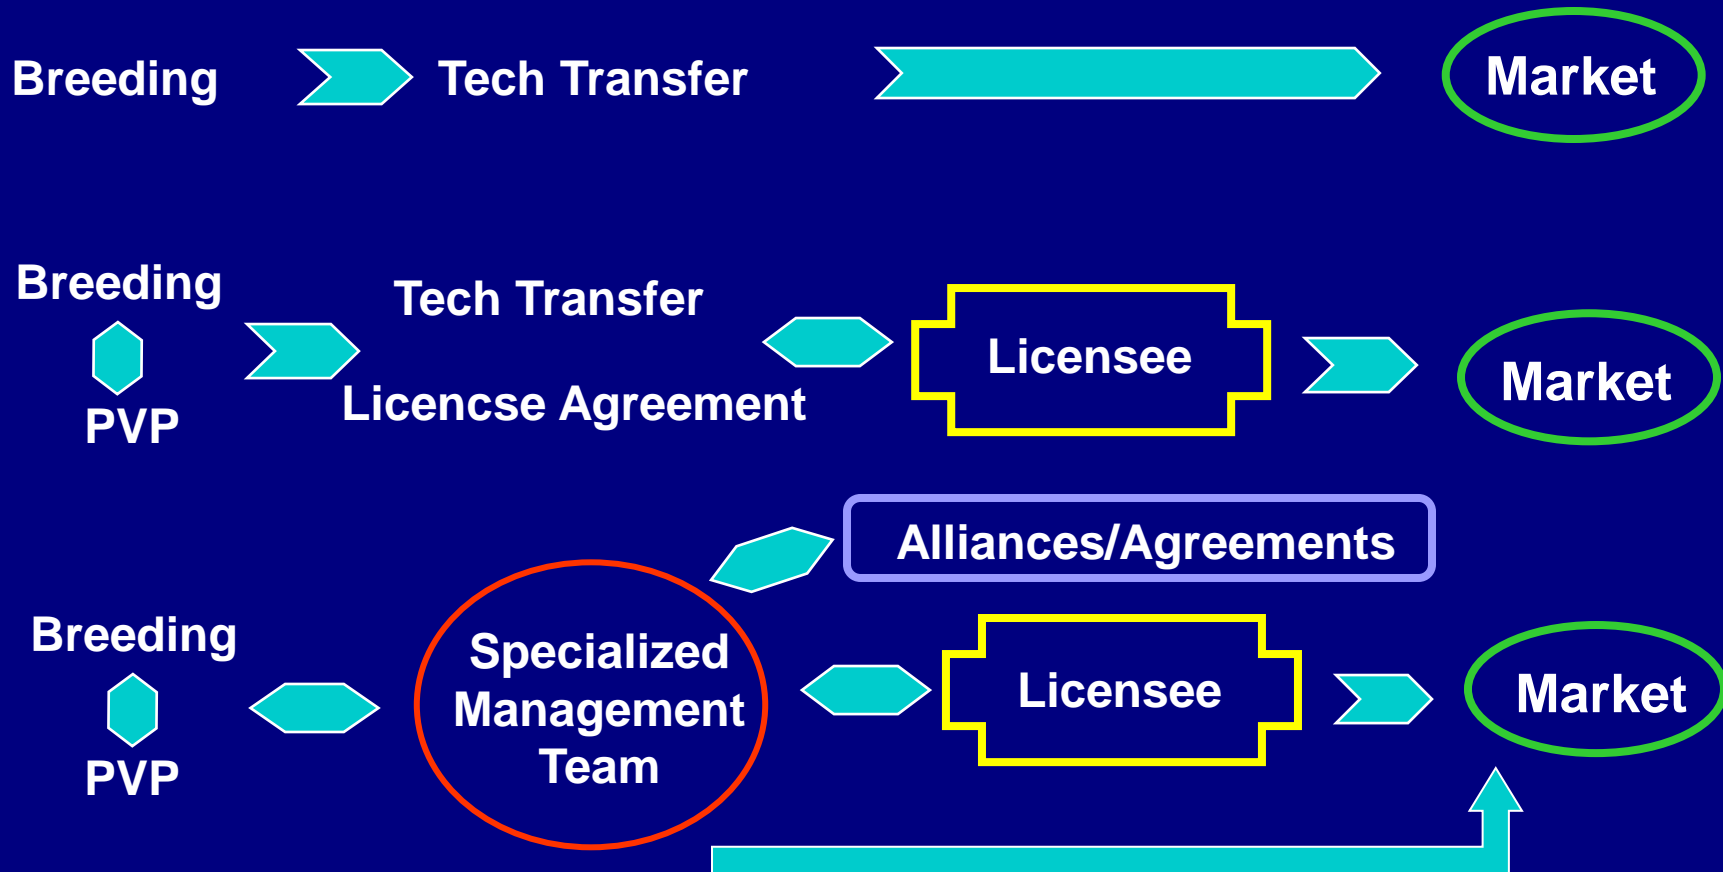 Breeding
Tech Transfer
Market
Breeding
PVP
Tech Transfer
Licencse Agreement
Licensee
Market
Alliances/Agreements
Breeding
PVP
Specialized
Management
Team
Licensee
Market